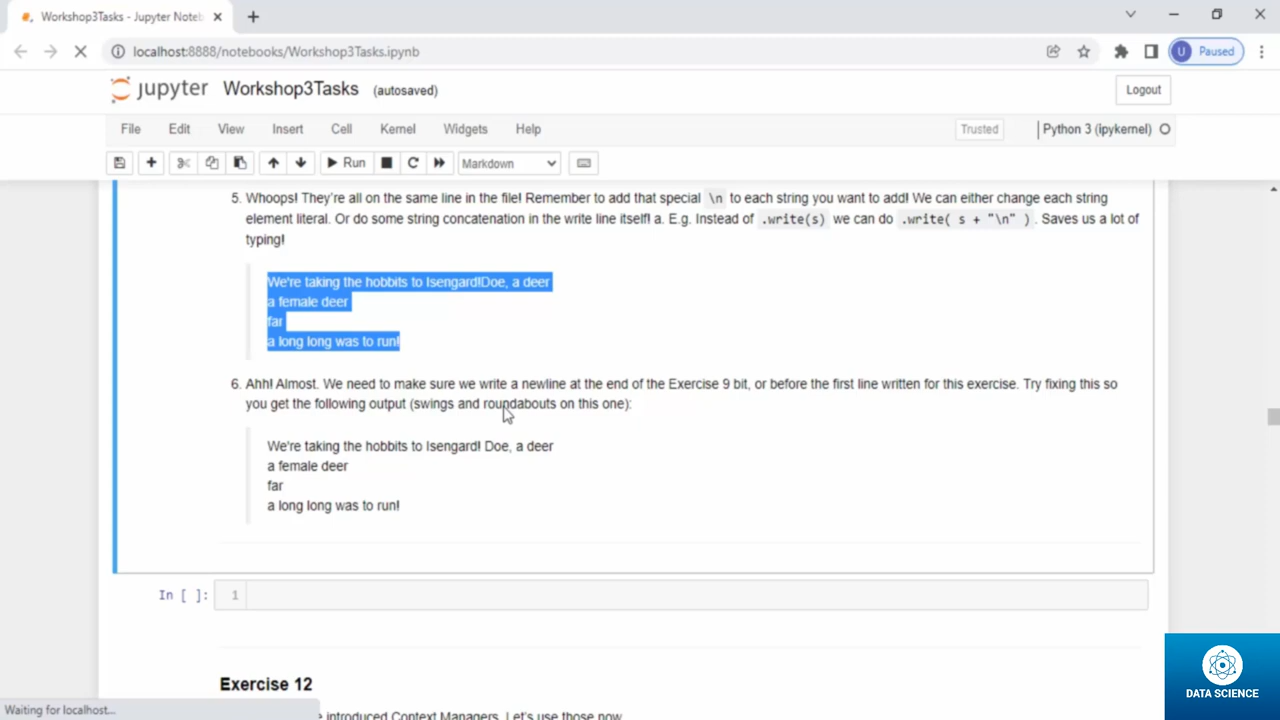 Workshop3Tasks - Jupyter Noteb
localhost:8888/notebooks/Workshop3Tasks.ipynb
U Paused
jupyter Workshop3Tasks (autosaved)
Logout
File Edit View Insert Cell Kernel Widgets Help
Trusted Python 3 (ipykernel)
Run Markdown
5. Whoops! They're all on the same line in the file! Remember to add that special \n to each string you want to add! We can either change each string
element literal. Or do some string concatenation in the write line itself! a. E.g. Instead of .write(s) we can do .write( s + "\n" ) . Saves us a lot of
typing!
We're taking the hobbits to Isengard!Doe, a deer
a female deer
far
a long long was to run!
6. Ahh! Almost. We need to make sure we write a newline at the end of the Exercise 9 bit, or before the first line written for this exercise. Try fixing this so
you get the following output (swings and roundabouts on this one):
We're taking the hobbits to Isengard! Doe, a deer
a female deer
far
a long long was to run!
In [ ]: 1
Exercise 12
introduced Context Managers. Let's use those now
Waiting for localhost...
DATA SCIENCE